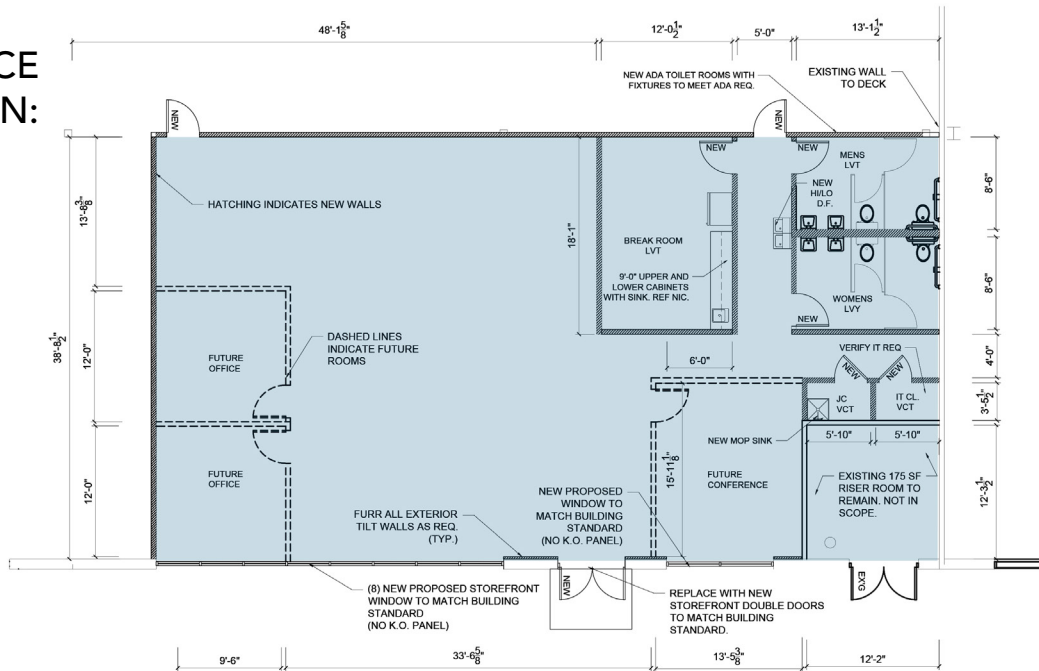 CE
N:
48'-1 5/8"
12'-0 1/2"
5'-0"
13'-1 1/2"
NEW ADA TOILET ROOMS WITH
FIXTURES TO MEET ADA REQ.
EXISTING WALL
TO DECK
NEW
NEW
HATCHING INDICATES NEW WALLS
NEW
NEW
MENS
LVT
NEW
HI/LO
D.F.
8'-6"
13'-8 3/8"
18'-1"
BREAK ROOM
LVT
9'-0" UPPER AND
LOWER CABINETS
WITH SINK. REF NIC.
WOMENS
LVY
NEW
8'-6"
38'-8 1/2"
12'-0"
DASHED LINES
INDICATE FUTURE
ROOMS
FUTURE
OFFICE
6'-0"
VERIFY IT REQ
4'-0"
NEW
NEW
JC
VCT
IT CL.
VCT
3'-5 1/2"
NEW MOP SINK
5'-10"
5'-10"
12'-0"
FUTURE
OFFICE
15'-11 1/8"
FUTURE
CONFERENCE
EXISTING 175 SF
RISER ROOM TO
REMAIN. NOT IN
SCOPE.
12'-3 1/2"
FURR ALL EXTERIOR
TILT WALLS AS REQ.
(TYP.)
NEW PROPOSED
WINDOW TO
MATCH BUILDING
STANDARD
(NO K.O. PANEL)
NEW
EXG
(8) NEW PROPOSED STOREFRONT
WINDOW TO MATCH BUILDING
STANDARD
(NO K.O. PANEL)
REPLACE WITH NEW
STOREFRONT DOUBLE DOORS
TO MATCH BUILDING
STANDARD.
9'-6"
33'-6 5/8"
13'-5 3/8"
12'-2"